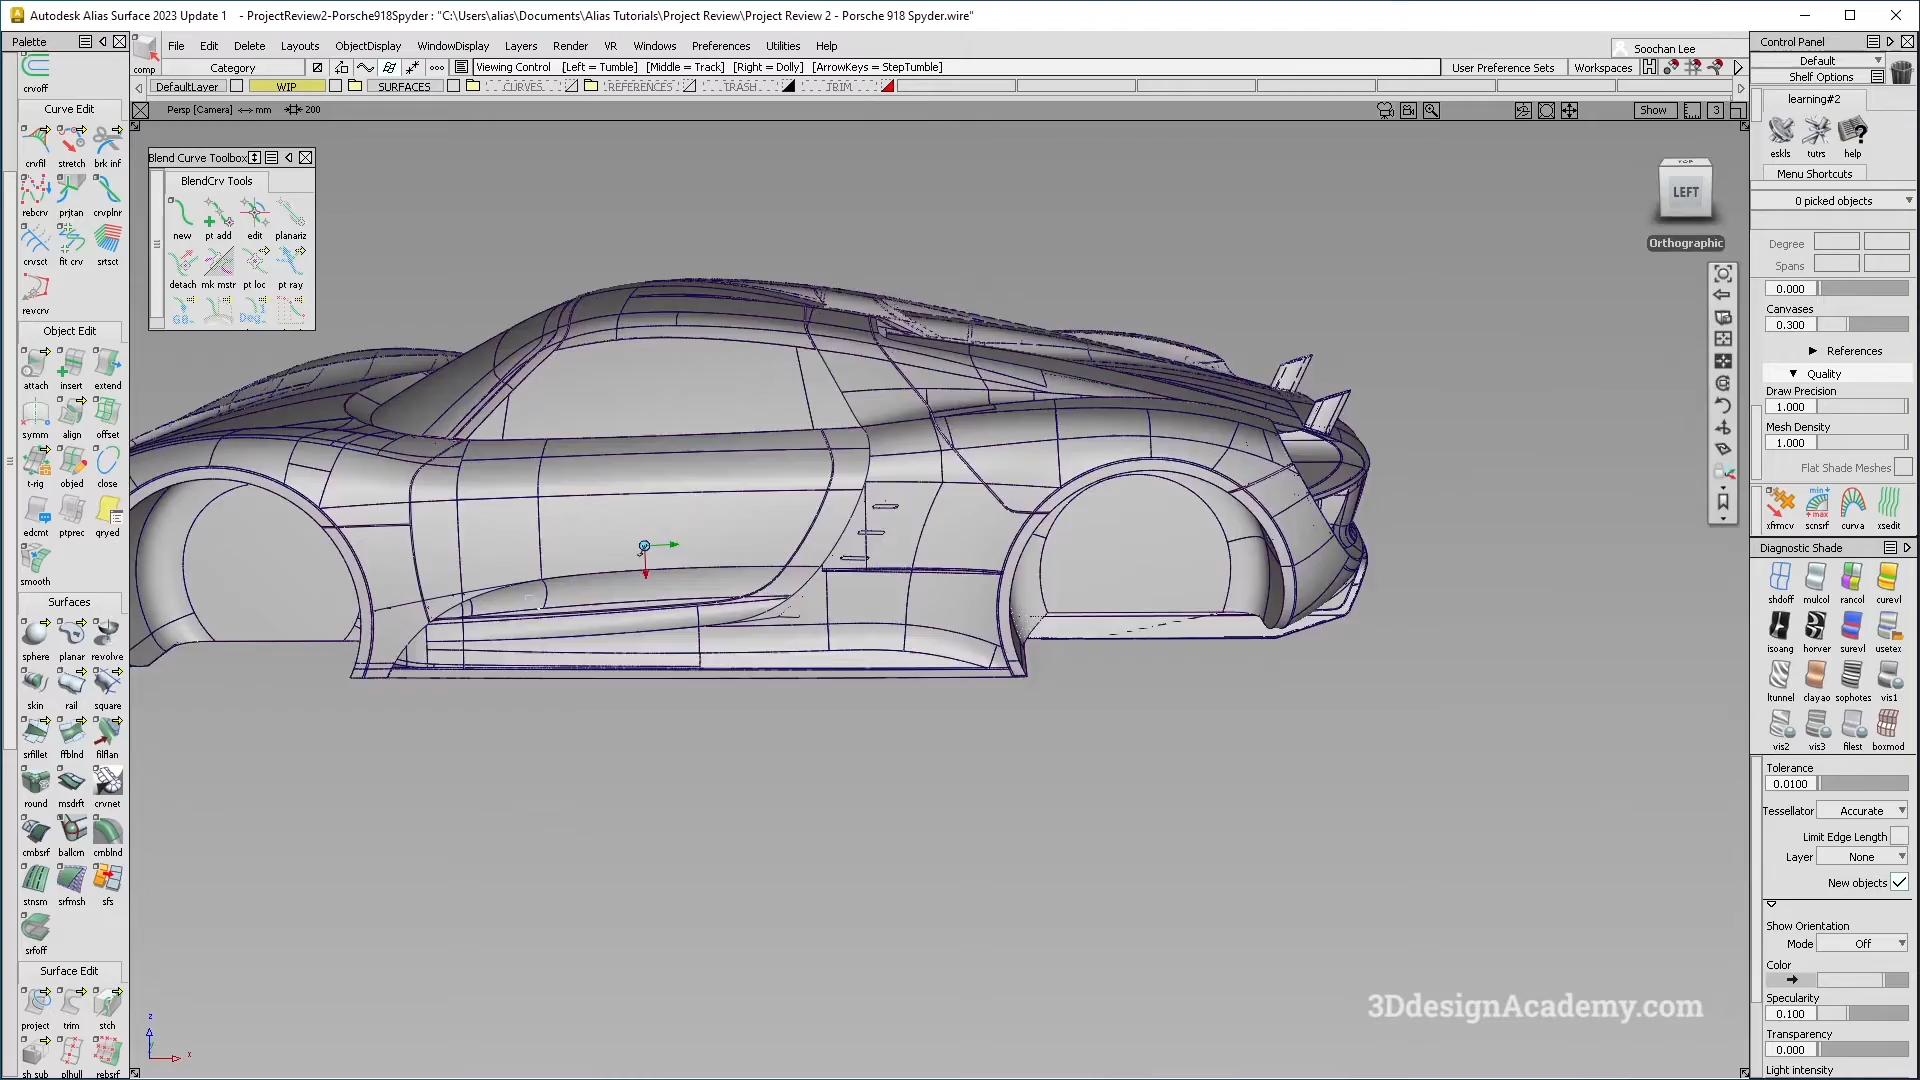 Autodesk Alias Surface 2023 Update 1 - ProjectReview2-Porsche918Spyder : "C:\Users\alias\Documents\Alias Tutorials\Project Review\Project Review 2 - Porsche 918 Spyder.wire"
Palette
comp
File Edit Delete Layouts ObjectDisplay WindowDisplay Layers Render VR Windows Preferences Utilities Help
Soochan Lee
Category
Viewing Control [Left = Tumble] [Middle = Track] [Right = Dolly] [ArrowKeys = StepTumble]
User Preference Sets Workspaces
DefaultLayer WIP SURFACES CURVES REFERENCES TRASH TRIM
Persp [Camera] <-> mm 200
Show 3
crvoff
Curve Edit
crvfil stretch brk inf
rebcrv prjtan crvplnr
crvsct fit crv srtsct
revcrv
Object Edit
attach insert extend
symm align offset
t-rig objed close
edcmt ptprec qryed
smooth
Surfaces
sphere planar revolve
skin rail square
srfillet ffblnd filflan
round msdrft crvnet
cmbsrf ballcrn crnblnd
stnsm srfmsh sfs
srfoff
Surface Edit
project trim stch
sh sub plhull rebsrf
Blend Curve Toolbox
BlendCrv Tools
new pt add edit planariz
detach mk mstr pt loc pt ray
TOP
LEFT
Orthographic
z
x
3DdesignAcademy.com
Control Panel
Default
Shelf Options
learning#2
eskls tutrs help
Menu Shortcuts
0 picked objects
Degree
Spans
0.000
Canvases
0.300
References
Quality
Draw Precision
1.000
Mesh Density
1.000
Flat Shade Meshes
xfrmcv scnsrf curva xsedit
Diagnostic Shade
shdoff mulcol rancol curevl
isoang horver surevl usetex
ltunnel clayao sophotes vis1
vis2 vis3 filest boxmod
Tolerance
0.0100
Tessellator Accurate
Limit Edge Length
Layer None
New objects
Show Orientation
Mode Off
Color
Specularity
0.100
Transparency
0.000
Light intensity